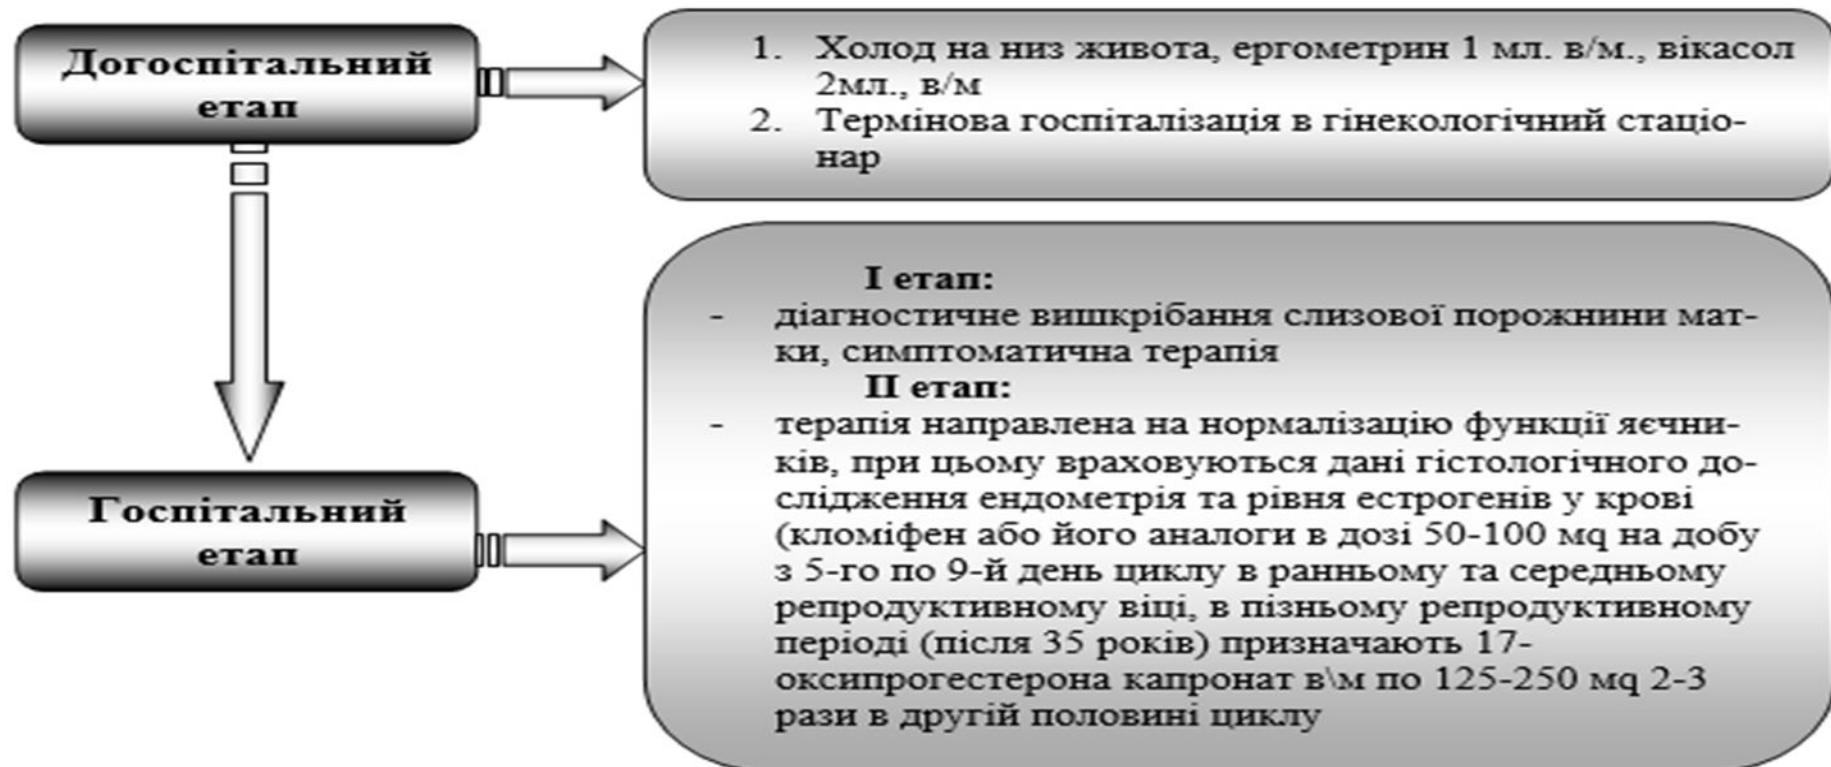 Догоспітальний
етап
1. Холод на низ живота, ергометрин 1 мл. в/м., вікасол
2мл., в/м
2. Термінова госпіталізація в гінекологічний стаціо-
нар
Госпітальний
етап
I етап:
- діагностичне вишкрібання слизової порожнини мат-
ки, симптоматична терапія
II етап:
- терапія направлена на нормалізацію функції яєчни-
ків, при цьому враховуються дані гістологічного до-
слідження ендометрія та рівня естрогенів у крові
(кломіфен або його аналоги в дозі 50-100 mq на добу
з 5-го по 9-й день циклу в ранньому та середньому
репродуктивному віці, в пізньому репродуктивному
періоді (після 35 років) призначають 17-
оксипрогестерона капронат в\м по 125-250 mq 2-3
рази в другій половині циклу